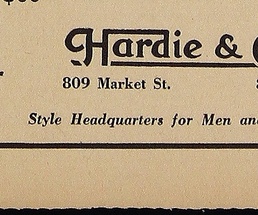 Hardie &
809 Market St.
Style Headquarters for Men and